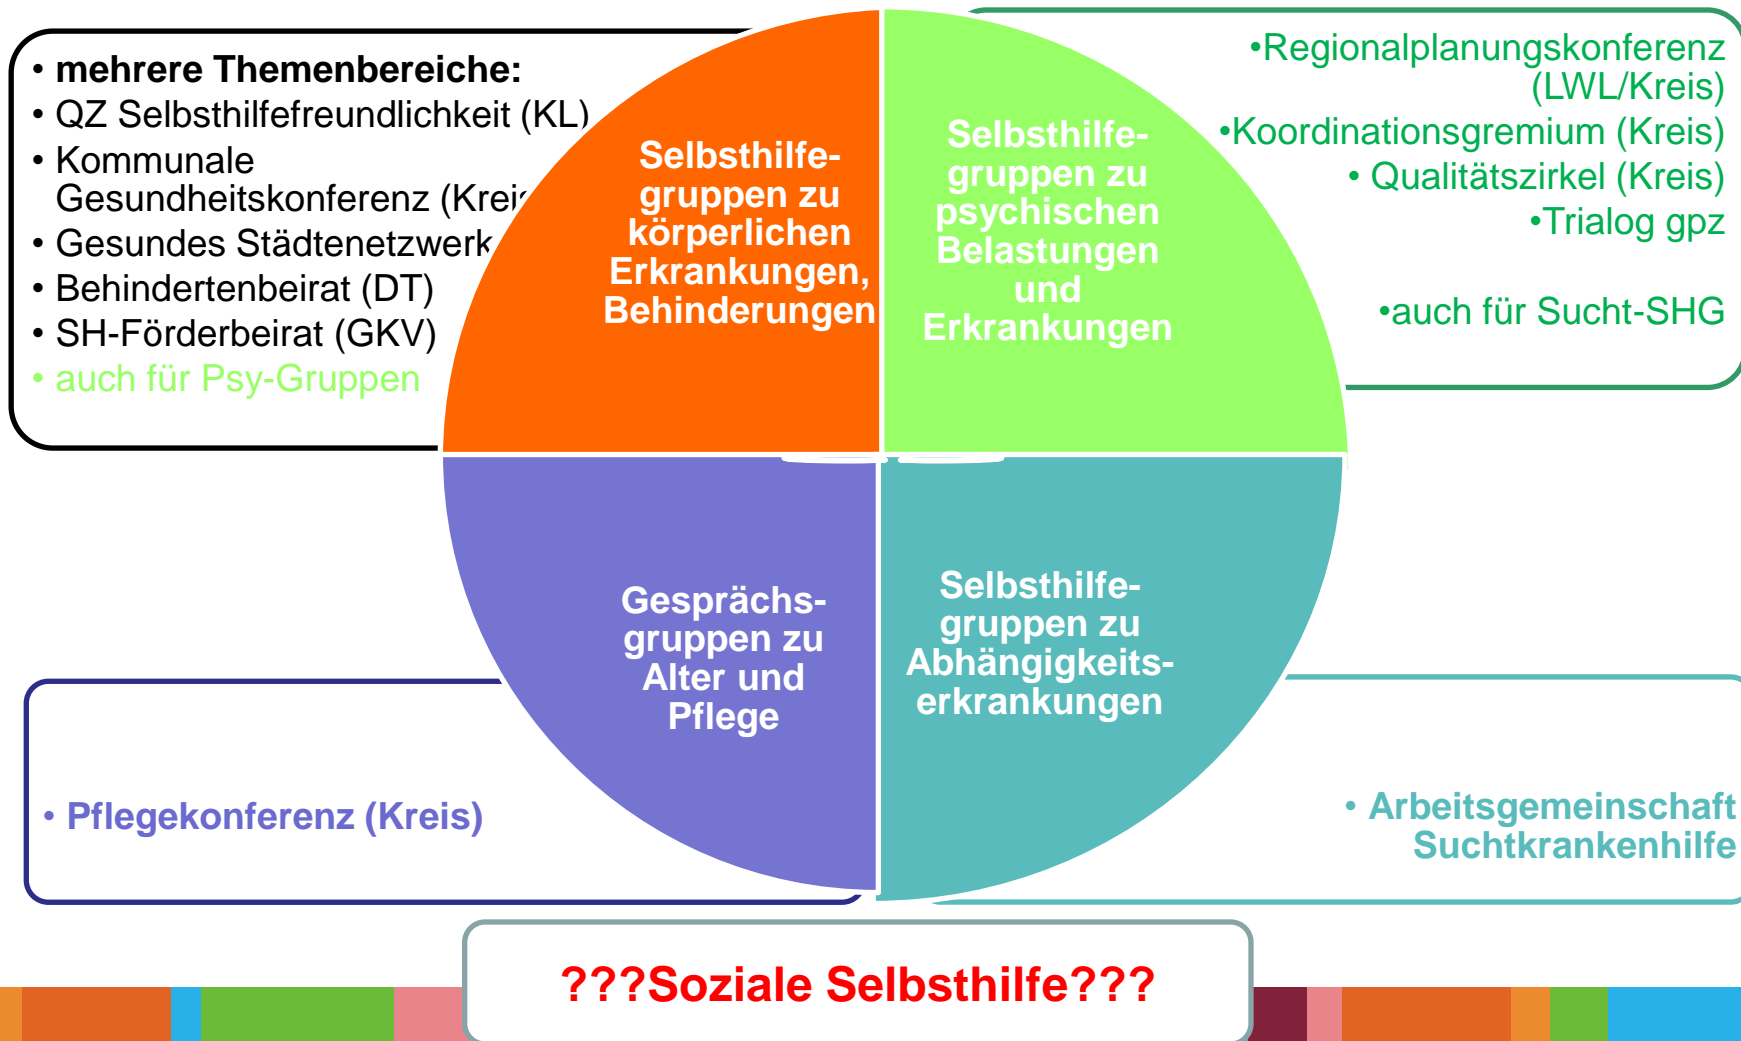 • mehrere Themenbereiche:
• QZ Selbsthilfefreundlichkeit (KL)
• Kommunale
Gesundheitskonferenz (Kreis
• Gesundes Städtenetzwerk
• Behindertenbeirat (DT)
• SH-Förderbeirat (GKV)
• auch für Psy-Gruppen
Selbsthilfe-
gruppen zu
körperlichen
Erkrankungen,
Behinderungen
Selbsthilfe-
gruppen zu
psychischen
Belastungen
und
Erkrankungen
•Regionalplanungskonferenz
(LWL/Kreis)
•Koordinationsgremium (Kreis)
• Qualitätszirkel (Kreis)
•Trialog gpz
•auch für Sucht-SHG
Gesprächs-
gruppen zu
Alter und
Pflege
Selbsthilfe-
gruppen zu
Abhängigkeits-
erkrankungen
• Pflegekonferenz (Kreis)
• Arbeitsgemeinschaft
Suchtkrankenhilfe
???Soziale Selbsthilfe???